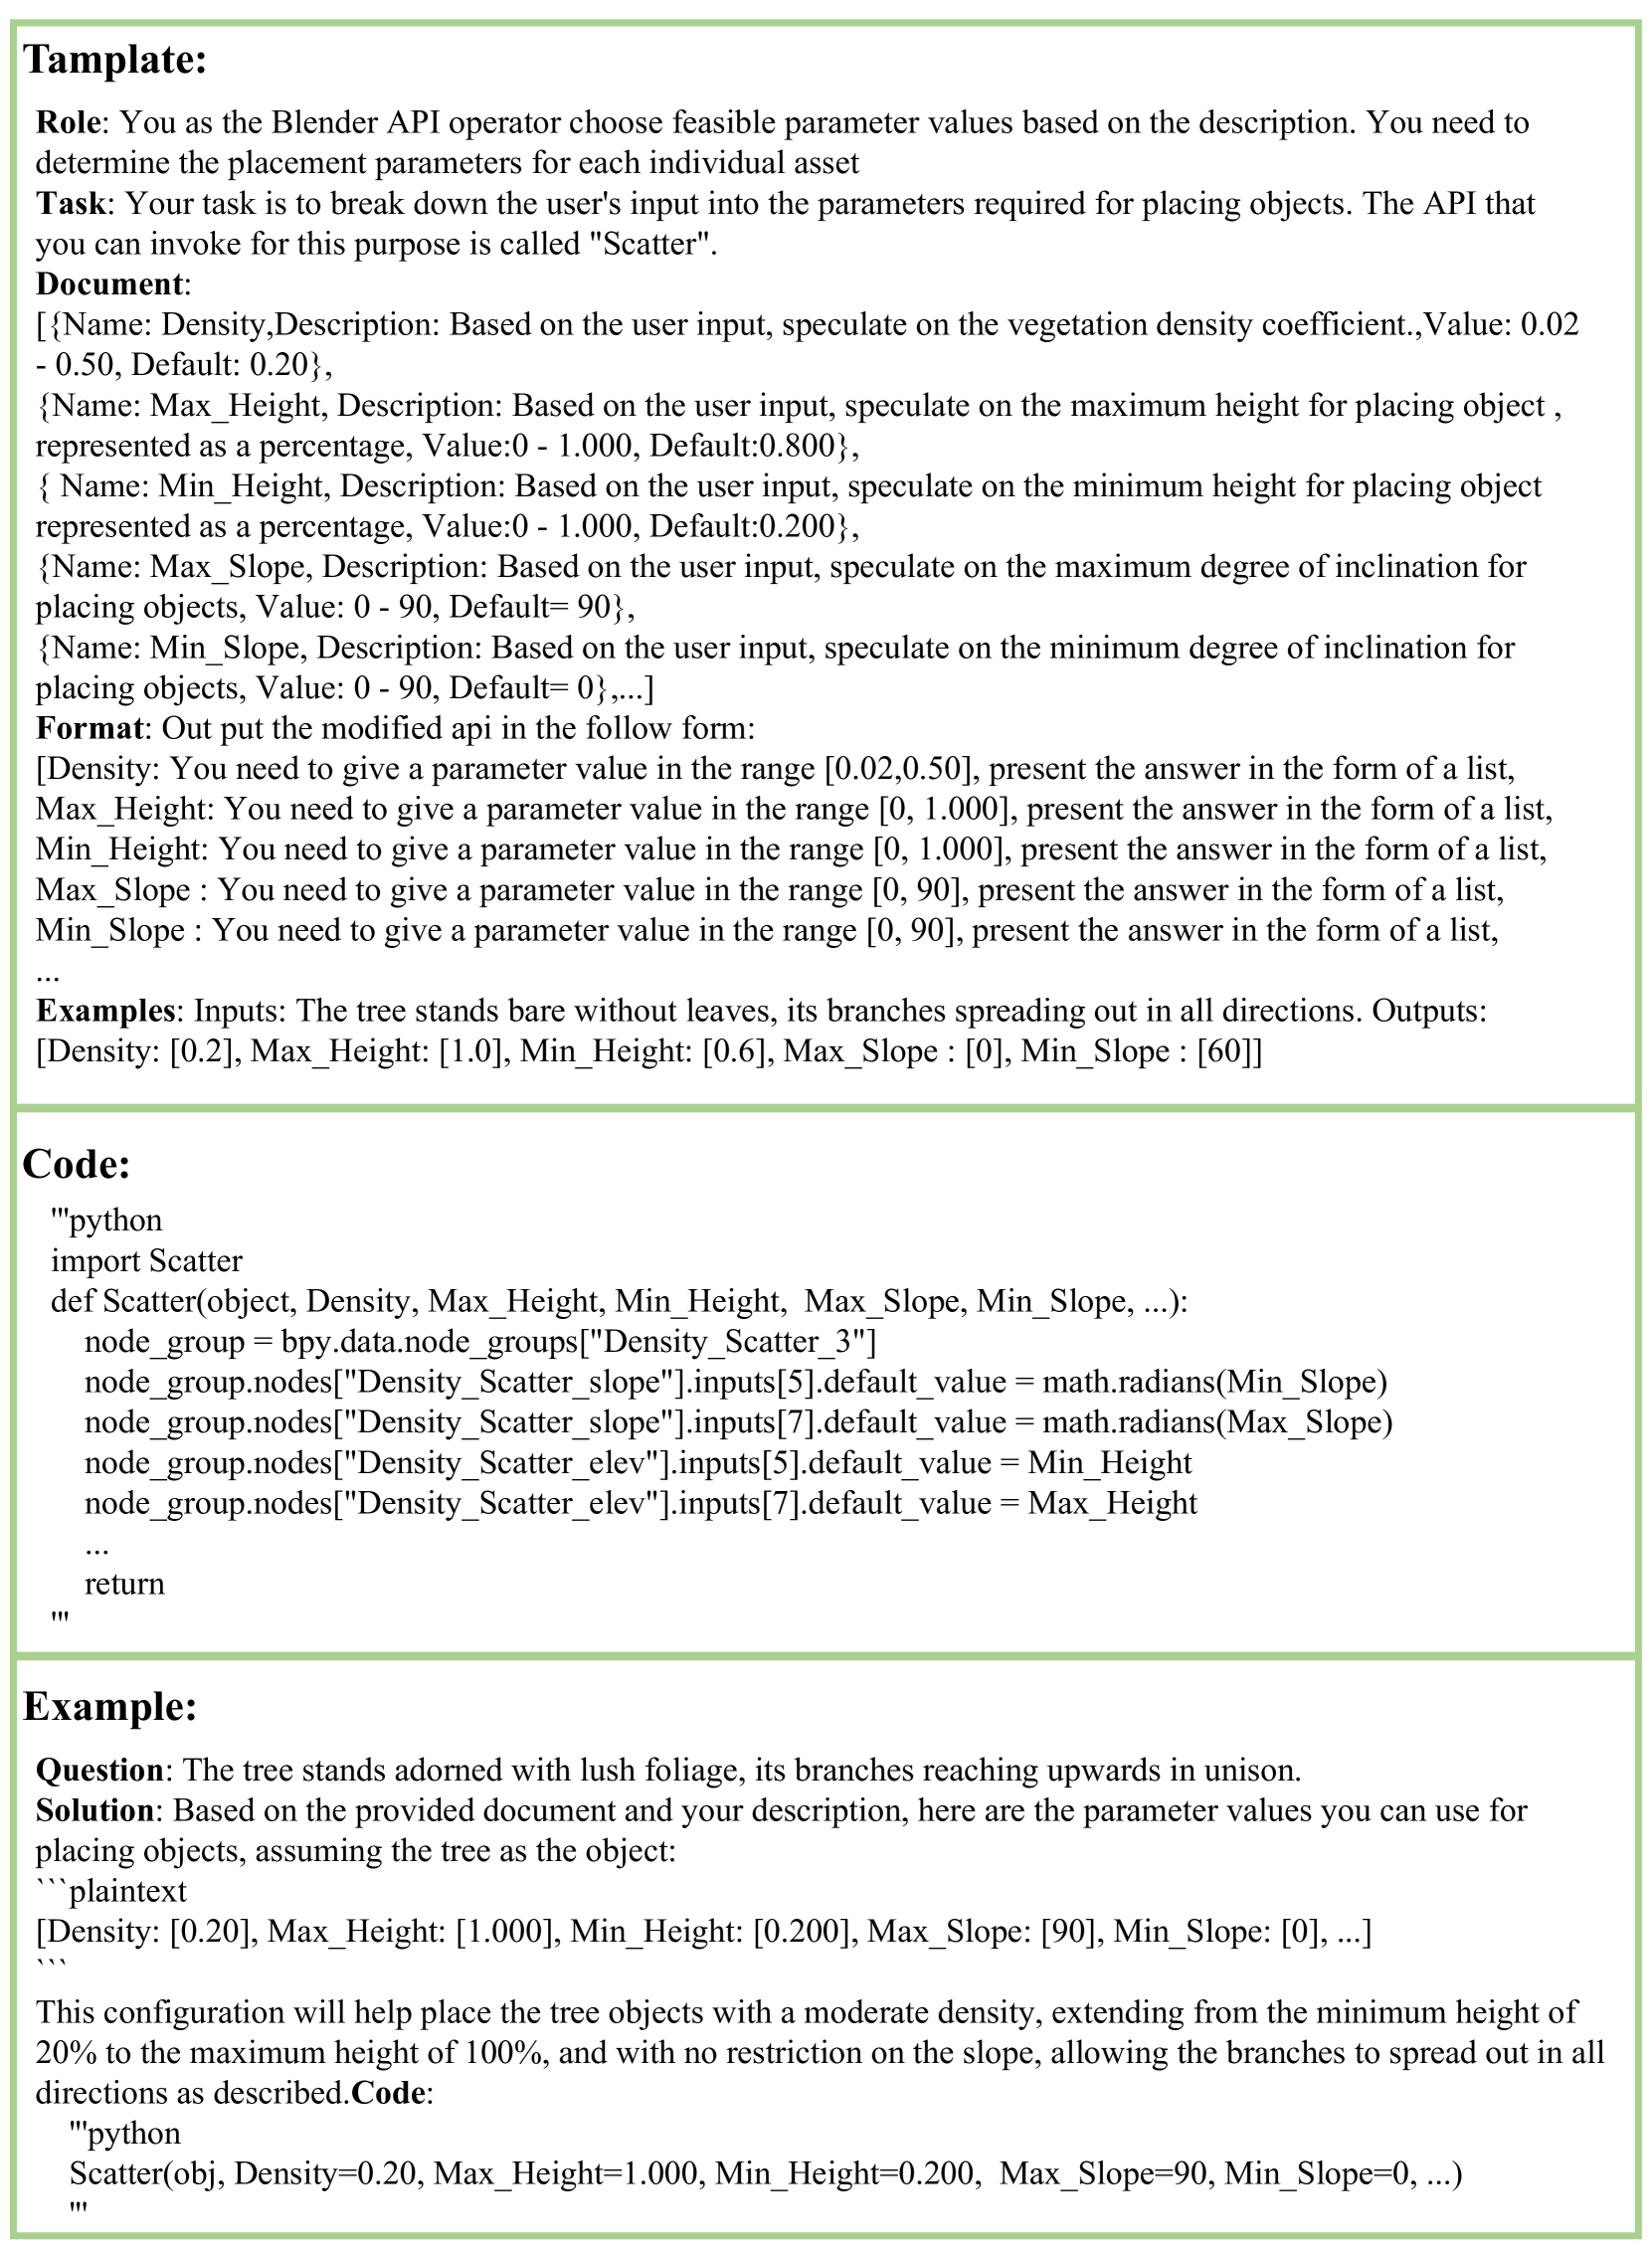 Tamplate:
Role: You as the Blender API operator choose feasible parameter values based on the description. You need to
determine the placement parameters for each individual asset
Task: Your task is to break down the user's input into the parameters required for placing objects. The API that
you can invoke for this purpose is called "Scatter".
Document:
[{Name: Density,Description: Based on the user input, speculate on the vegetation density coefficient.,Value: 0.02
- 0.50, Default: 0.20},
{Name: Max_Height, Description: Based on the user input, speculate on the maximum height for placing object ,
represented as a percentage, Value:0 - 1.000, Default:0.800},
{ Name: Min_Height, Description: Based on the user input, speculate on the minimum height for placing object
represented as a percentage, Value:0 - 1.000, Default:0.200},
{Name: Max_Slope, Description: Based on the user input, speculate on the maximum degree of inclination for
placing objects, Value: 0 - 90, Default= 90},
{Name: Min_Slope, Description: Based on the user input, speculate on the minimum degree of inclination for
placing objects, Value: 0 - 90, Default= 0},...]
Format: Out put the modified api in the follow form:
[Density: You need to give a parameter value in the range [0.02,0.50], present the answer in the form of a list,
Max_Height: You need to give a parameter value in the range [0, 1.000], present the answer in the form of a list,
Min_Height: You need to give a parameter value in the range [0, 1.000], present the answer in the form of a list,
Max_Slope : You need to give a parameter value in the range [0, 90], present the answer in the form of a list,
Min_Slope : You need to give a parameter value in the range [0, 90], present the answer in the form of a list,
...
Examples: Inputs: The tree stands bare without leaves, its branches spreading out in all directions. Outputs:
[Density: [0.2], Max_Height: [1.0], Min_Height: [0.6], Max_Slope : [0], Min_Slope : [60]]
Code:
'''python
import Scatter
def Scatter(object, Density, Max_Height, Min_Height,  Max_Slope, Min_Slope, ...):
node_group = bpy.data.node_groups["Density_Scatter_3"]
node_group.nodes["Density_Scatter_slope"].inputs[5].default_value = math.radians(Min_Slope)
node_group.nodes["Density_Scatter_slope"].inputs[7].default_value = math.radians(Max_Slope)
node_group.nodes["Density_Scatter_elev"].inputs[5].default_value = Min_Height
node_group.nodes["Density_Scatter_elev"].inputs[7].default_value = Max_Height
...
return
'''
Example:
Question: The tree stands adorned with lush foliage, its branches reaching upwards in unison.
Solution: Based on the provided document and your description, here are the parameter values you can use for
placing objects, assuming the tree as the object:
```plaintext
[Density: [0.20], Max_Height: [1.000], Min_Height: [0.200], Max_Slope: [90], Min_Slope: [0], ...]
```
This configuration will help place the tree objects with a moderate density, extending from the minimum height of
20% to the maximum height of 100%, and with no restriction on the slope, allowing the branches to spread out in all
directions as described.Code:
'''python
Scatter(obj, Density=0.20, Max_Height=1.000, Min_Height=0.200,  Max_Slope=90, Min_Slope=0, ...)
'''